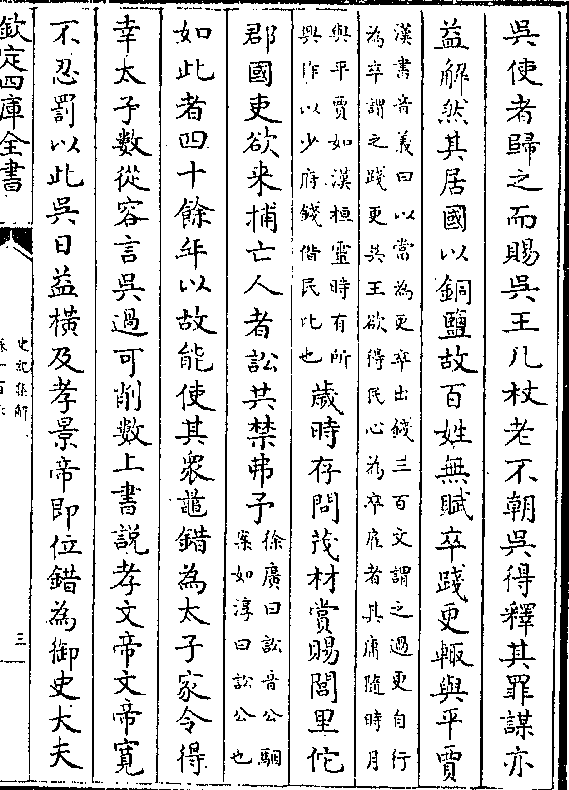 吳使者歸之而賜吳王几杖老不朝吳得釋其罪謀亦
益解然其居國以銅鹽故百姓無賦卒踐更輙與平賈
漢書音義曰以當為更卒出錢三百文謂之過更自行
為卒謂之踐更吳王欲得民心為卒雇者其庸隨時月
與平賈如漢桓靈時有所
興作以少府錢借民比也
歲時存問茂材賞賜閭里佗
郡國吏欲来捕亡人者訟共禁弗予
徐廣曰訟音公駰
案如淳曰訟公也
如此者四十餘年以故能使其衆鼂錯為太子家令得
幸太子數從容言吳過可削數上書説孝文帝文帝寛
不忍罰以此吳日益横及孝景帝即位錯為御史大夫
欽定四庫全書
史記集解
三